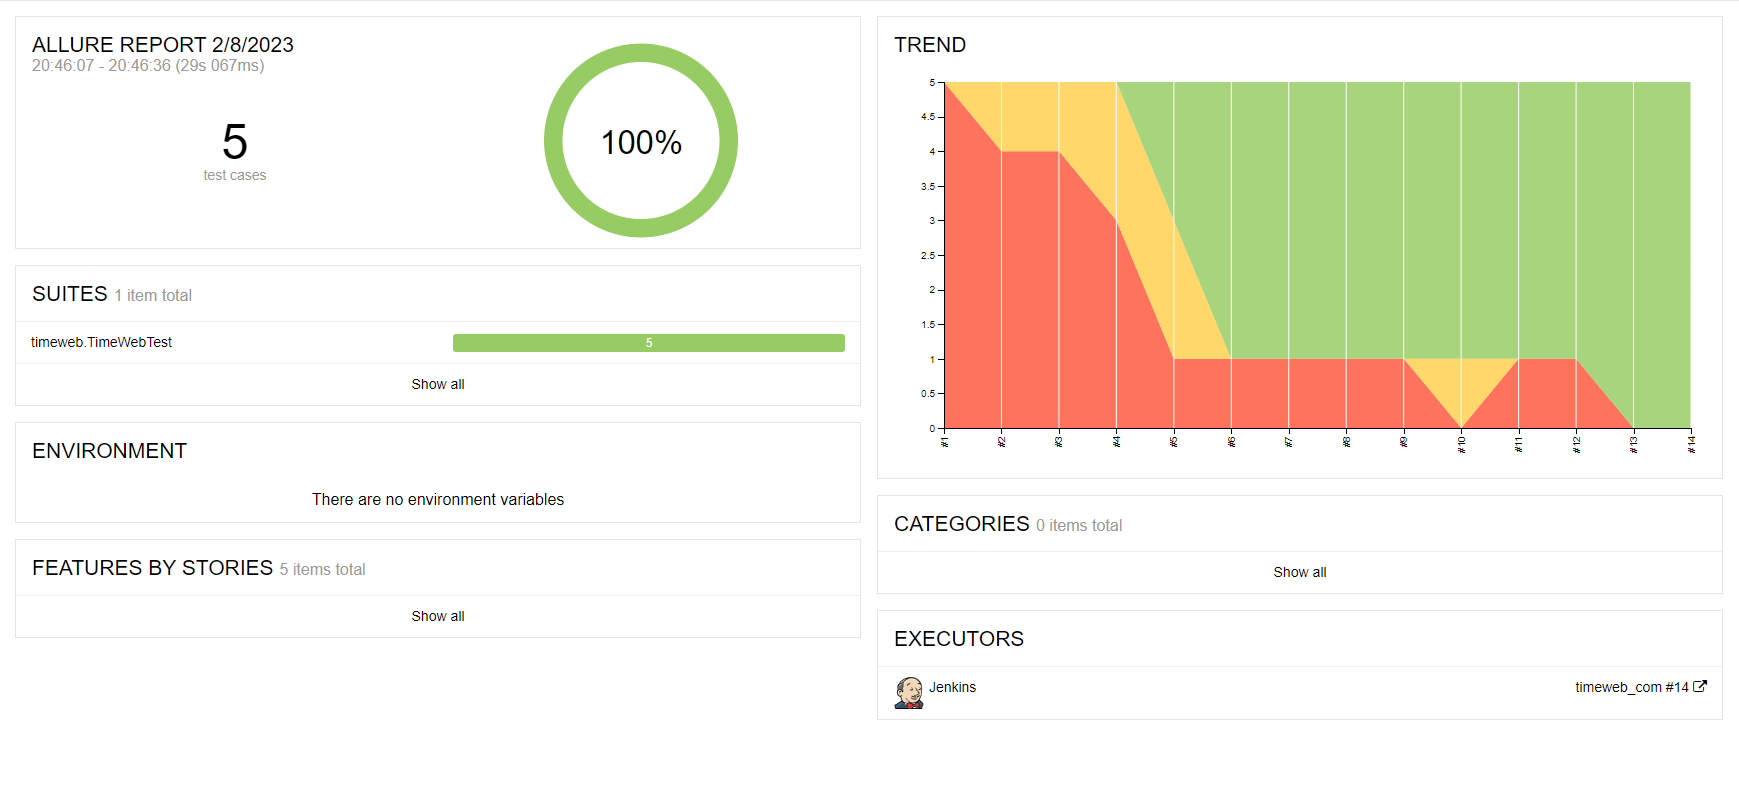 ALLURE REPORT 2/8/2023
20:46:07 - 20:46:36 (29s 067ms)
5
test cases
100%
SUITES 1 item total
timeweb.TimeWebTest 5
Show all
ENVIRONMENT
There are no environment variables
FEATURES BY STORIES 5 items total
Show all
TREND
5
4.5
4
3.5
3
2.5
2
1.5
1
0.5
0
#1 #2 #3 #4 #5 #6 #7 #8 #9 #10 #11 #12 #13 #14
CATEGORIES 0 items total
Show all
EXECUTORS
Jenkins timeweb_com #14